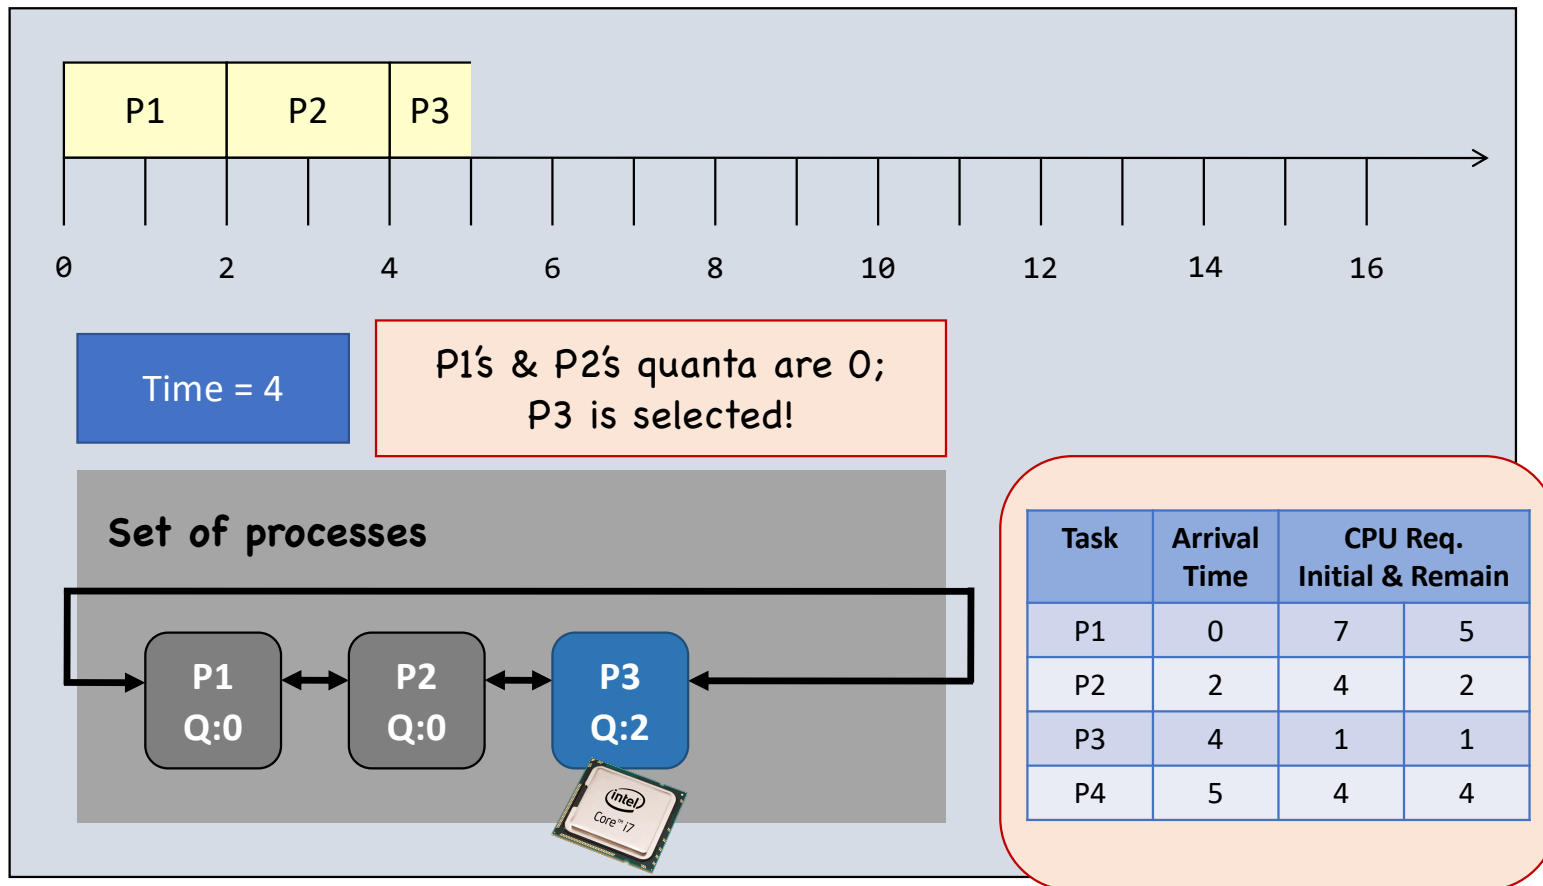 P1 P2 P3
0 2 4 6 8 10 12 14 16
Time = 4
P1's & P2's quanta are 0;
P3 is selected!
Set of processes
P1 P2 P3
Q:0 Q:0 Q:2
intel
Core™ i7
Task Arrival Time CPU Req. Initial & Remain
P1 0 7 5
P2 2 4 2
P3 4 1 1
P4 5 4 4